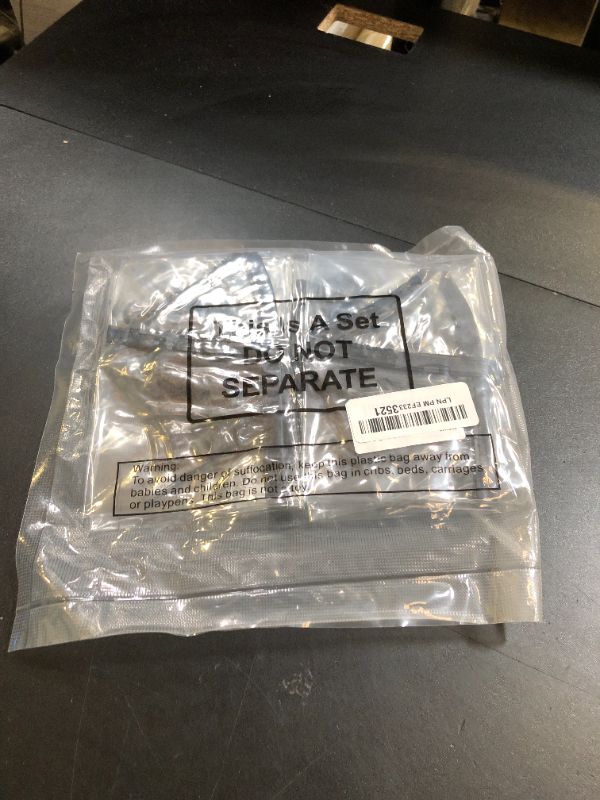 This is A Set
DO NOT
SEPARATE
LPN PM EF233 3521
Warning:
To avoid danger of suffocation, keep this plastic bag away from
babies and children. Do not use this bag in cribs, beds, carriages
or playpens. This bag is not a toy.